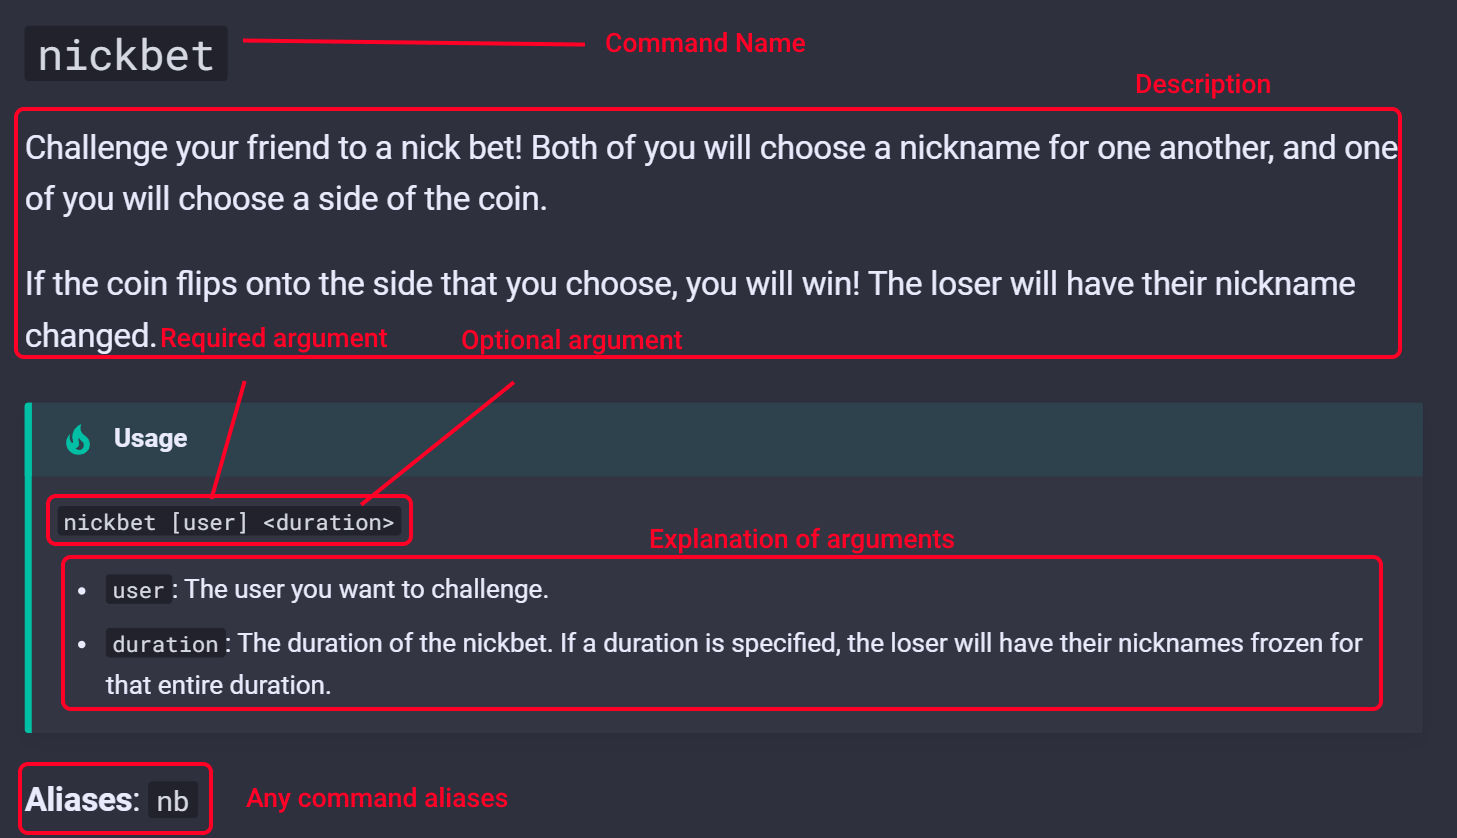 nickbet
Command Name
Description
Challenge your friend to a nick bet! Both of you will choose a nickname for one another, and one
of you will choose a side of the coin.
If the coin flips onto the side that you choose, you will win! The loser will have their nickname
changed.
Required argument
Optional argument
Usage
nickbet [user] <duration>
Explanation of arguments
• user: The user you want to challenge.
• duration: The duration of the nickbet. If a duration is specified, the loser will have their nicknames frozen for
that entire duration.
Aliases: nb
Any command aliases